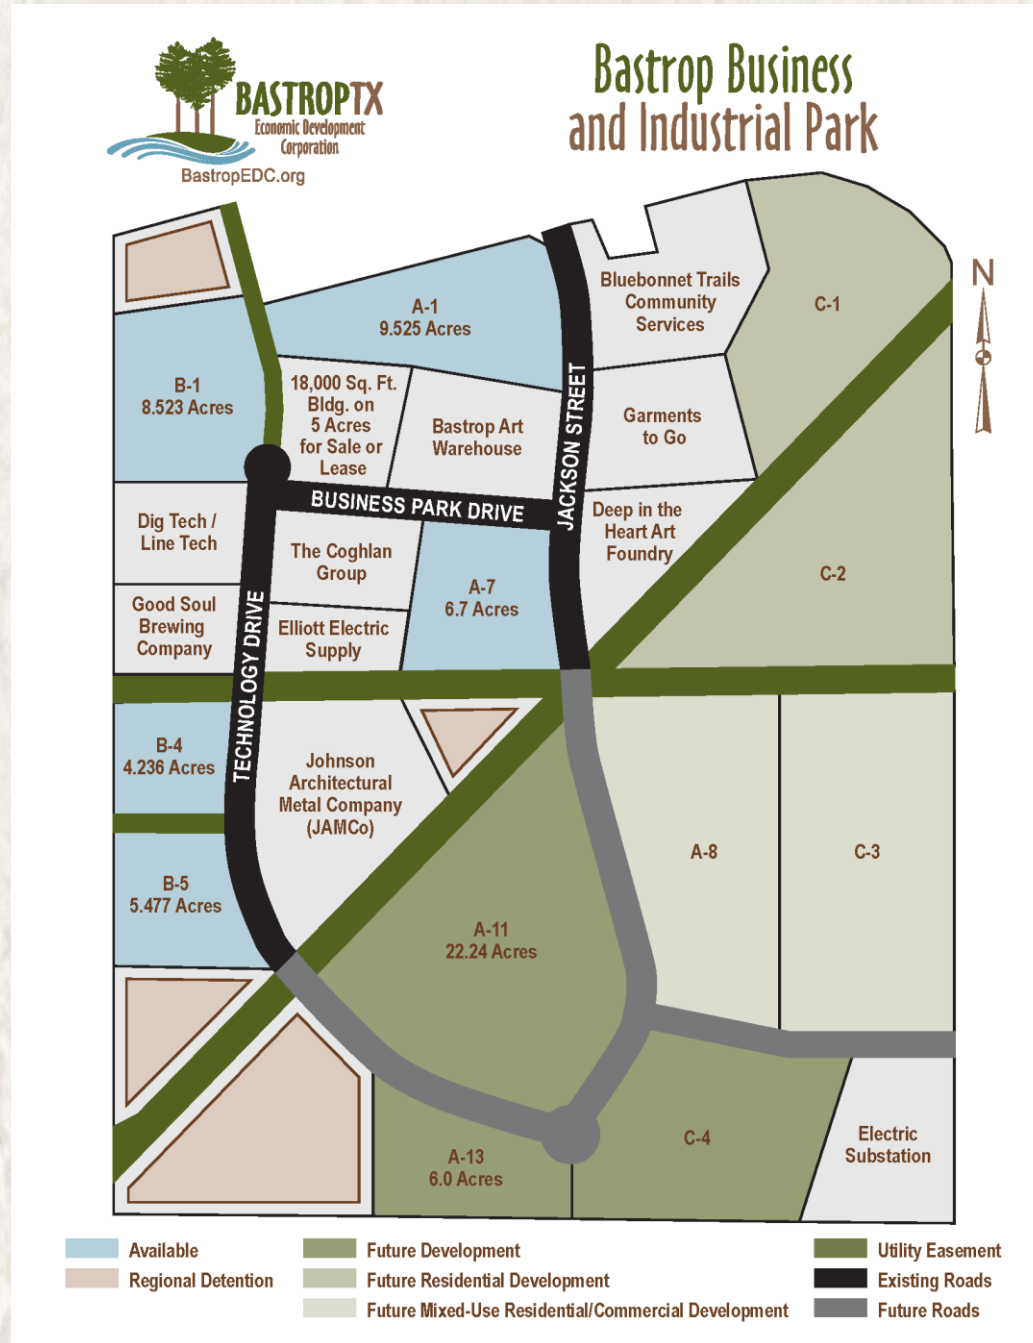 BASTROPTX
Economic Development
Corporation
BastropEDC.org
Bastrop Business
and Industrial Park
N
A-1
9.525 Acres
Bluebonnet Trails
Community
Services
C-1
B-1
8.523 Acres
18,000 Sq. Ft.
Bldg. on
5 Acres
for Sale or
Lease
Bastrop Art
Warehouse
JACKSON STREET
Garments
to Go
BUSINESS PARK DRIVE
Dig Tech /
Line Tech
The Coghlan
Group
A-7
6.7 Acres
Deep in the
Heart Art
Foundry
C-2
Good Soul
Brewing
Company
TECHNOLOGY DRIVE
Elliott Electric
Supply
B-4
4.236 Acres
Johnson
Architectural
Metal Company
(JAMCo)
A-8
C-3
B-5
5.477 Acres
A-11
22.24 Acres
A-13
6.0 Acres
C-4
Electric
Substation
Available
Regional Detention
Future Development
Future Residential Development
Future Mixed-Use Residential/Commercial Development
Utility Easement
Existing Roads
Future Roads